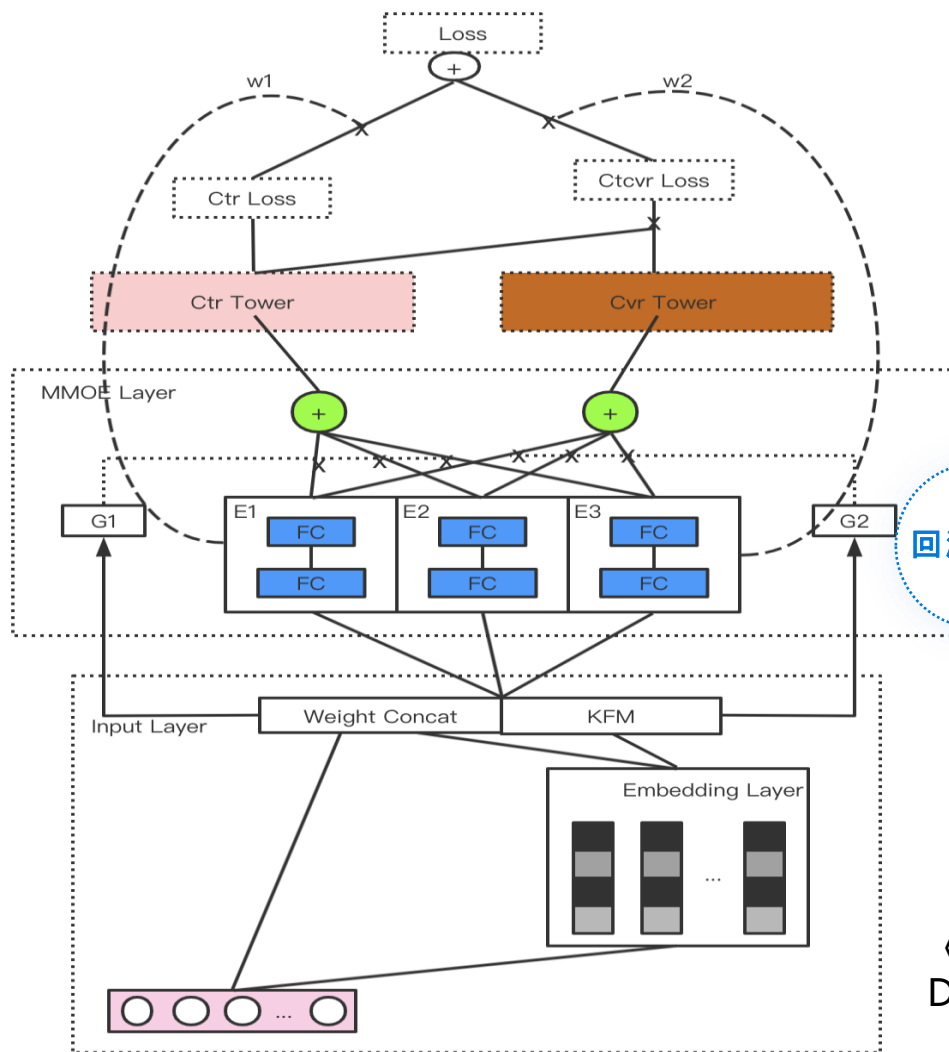 Loss
+
w1
w2
x
x
Ctr Loss
Ctcvr Loss
x
Ctr Tower
Cvr Tower
MMOE Layer
+
+
x
x
x
x
x
x
G1
E1
E2
E3
G2
FC
FC
FC
回
FC
FC
FC
Weight Concat
KFM
Input Layer
Embedding Layer
...
...
《
D